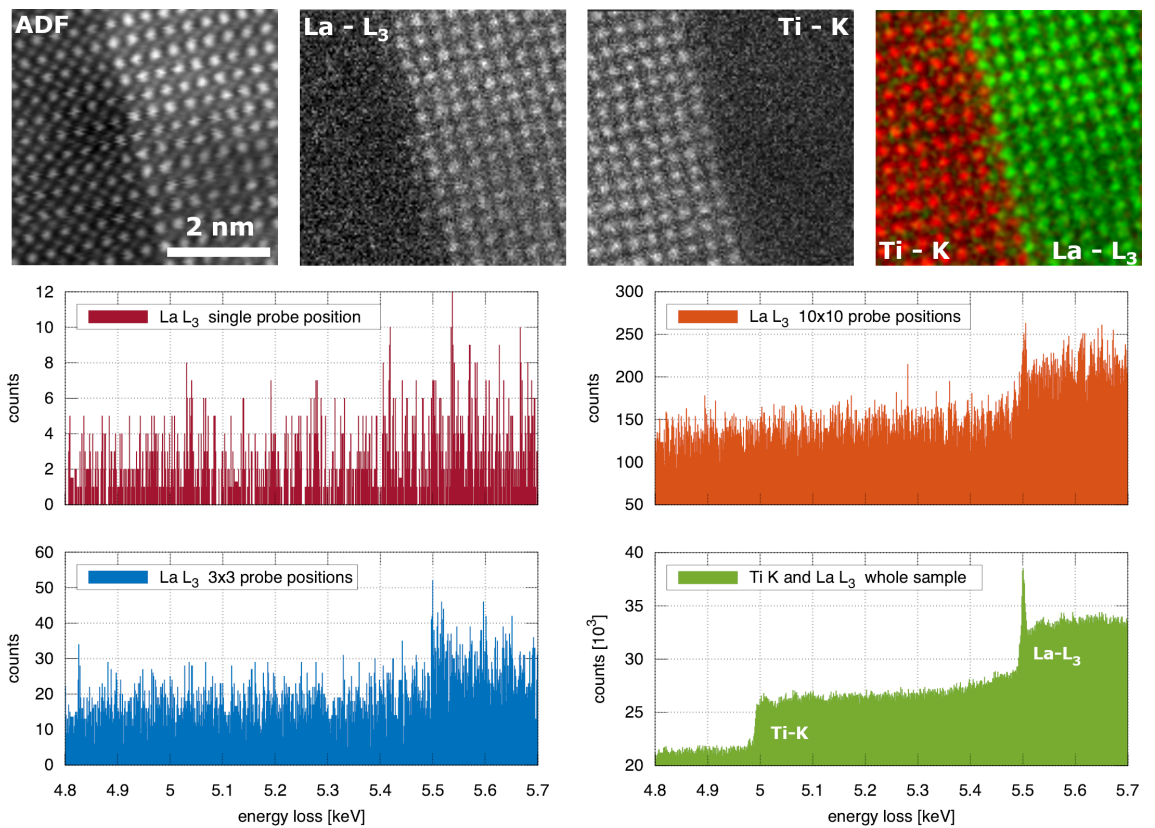 ADF
La – L3
Ti – K
2 nm
Ti – K
La – L3
La L3 single probe position
counts
12
10
8
6
4
2
0
La L3 10x10 probe positions
counts
300
250
200
150
100
50
La L3 3x3 probe positions
counts
60
50
40
30
20
10
0
4.8 4.9 5 5.1 5.2 5.3 5.4 5.5 5.6 5.7
energy loss [keV]
Ti K and La L3 whole sample
counts [10^3]
40
35
30
25
20
La-L3
Ti-K
4.8 4.9 5 5.1 5.2 5.3 5.4 5.5 5.6 5.7
energy loss [keV]